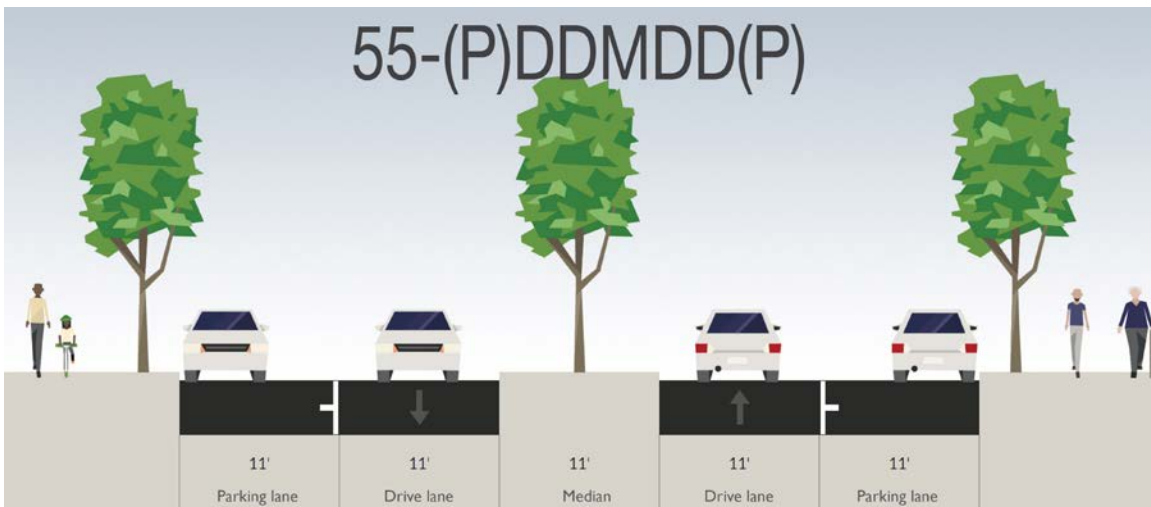 55-(P)DDMDD(P)
11' 11' 11' 11' 11'
Parking lane Drive lane Median Drive lane Parking lane